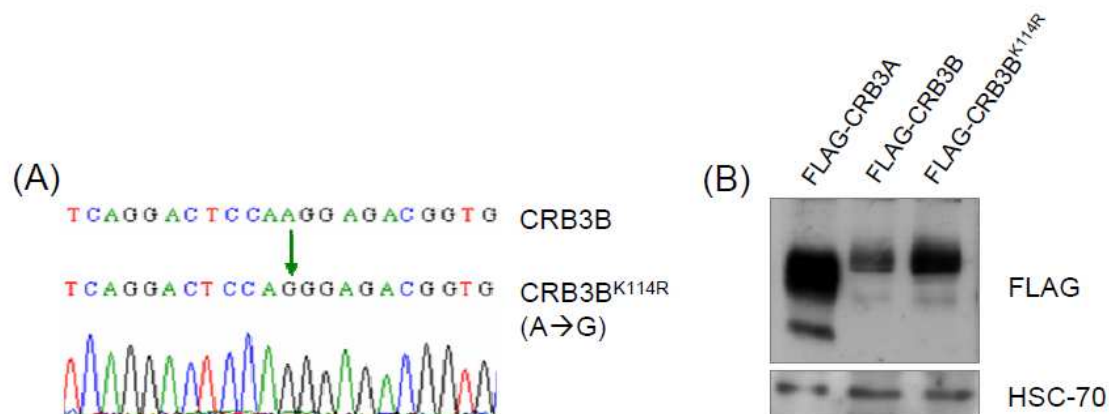 (A)
TCAGGACTCCAAGGAGACGGTG CRB3B
TCAGGACTCCAGGGAGACGGTG CRB3BK114R
(A→G)
(B)
FLAG-CRB3A
FLAG-CRB3B
FLAG-CRB3BK114R
FLAG
HSC-70